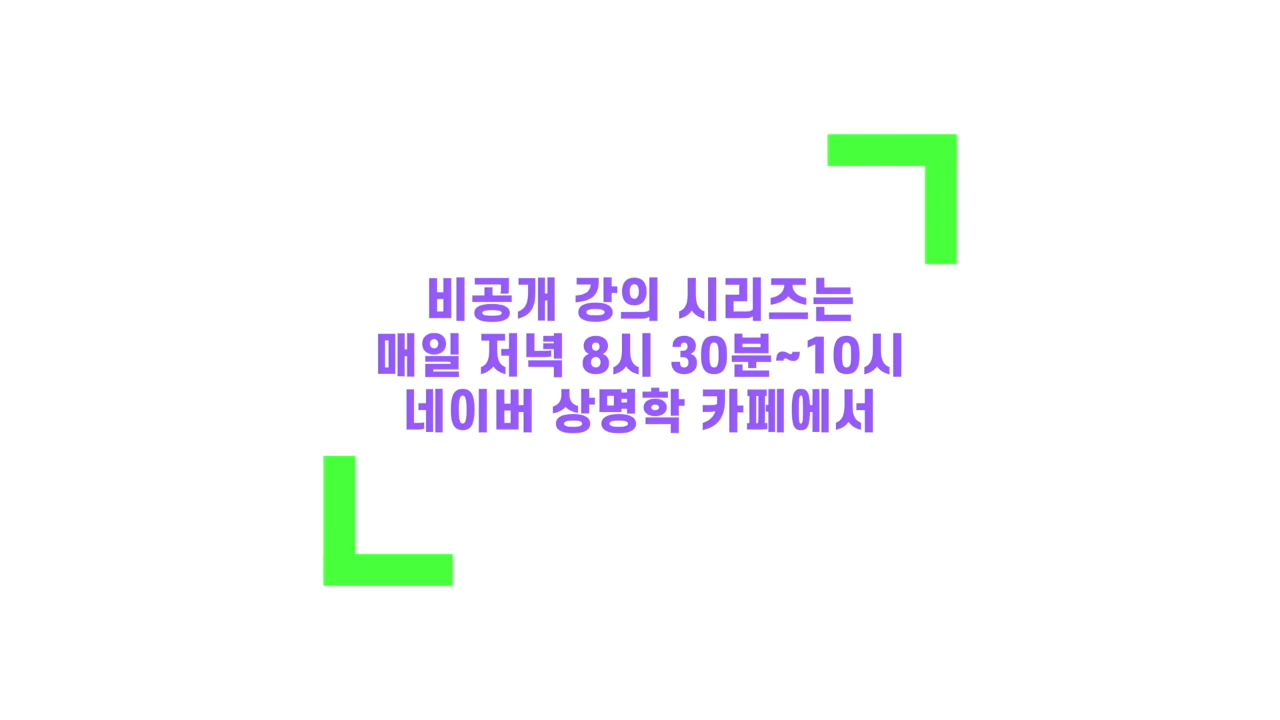 비공개 강의 시리즈는
매일 저녁 8시 30분~10시
네이버 상명학 카페에서